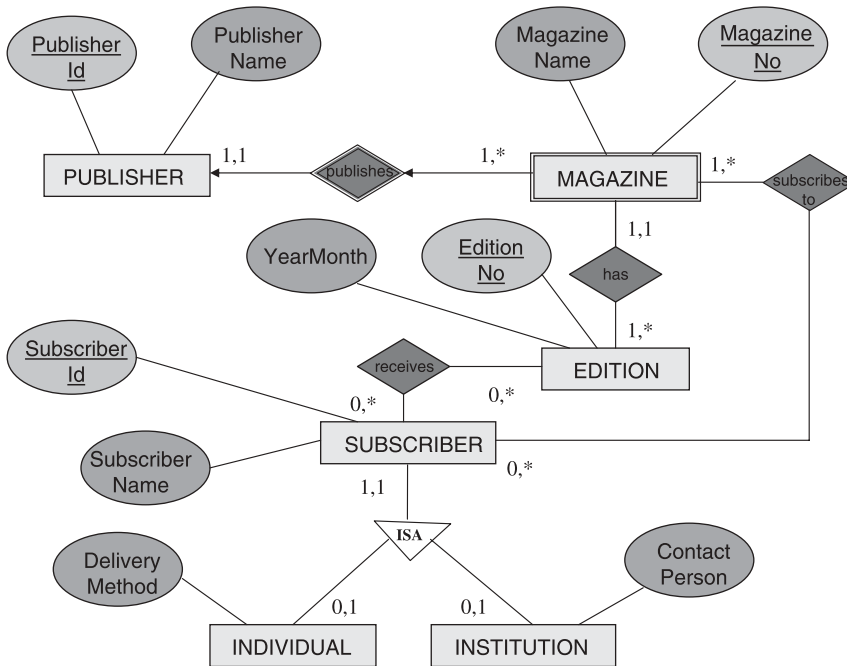 Publisher
Id
Publisher
Name
Magazine
Name
Magazine
No
PUBLISHER
1,1
publishes
1,*
MAGAZINE
1,*
subscribes
to
1,1
YearMonth
Edition
No
has
1,*
Subscriber
Id
receives
EDITION
0,*
0,*
SUBSCRIBER
0,*
Subscriber
Name
1,1
ISA
Delivery
Method
Contact
Person
0,1
0,1
INDIVIDUAL
INSTITUTION